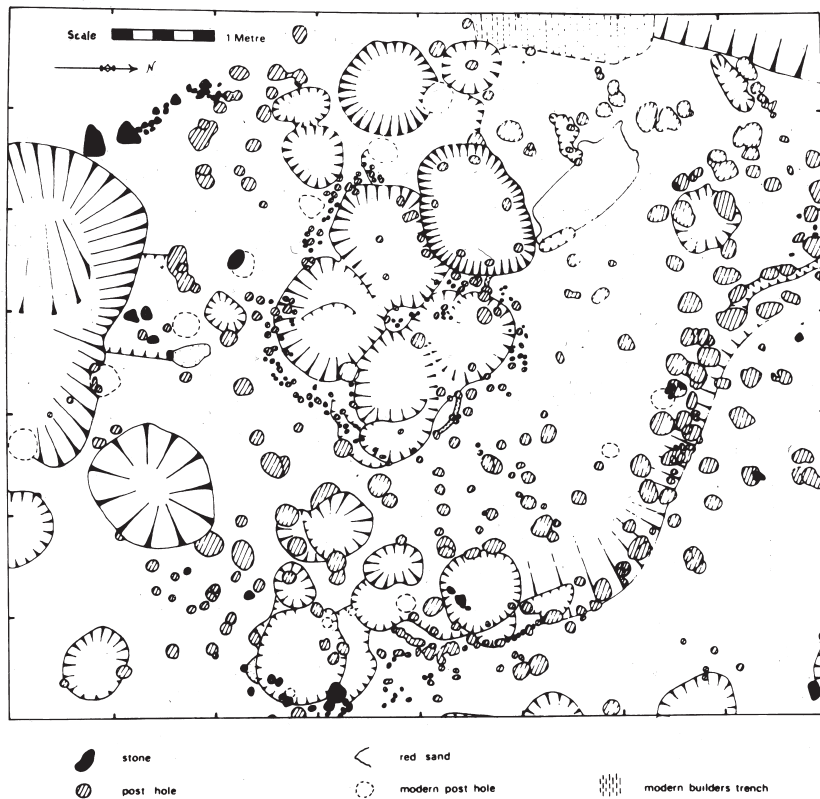 Scale 1 Metre
N
stone
red sand
post hole
modern post hole
modern builders trench